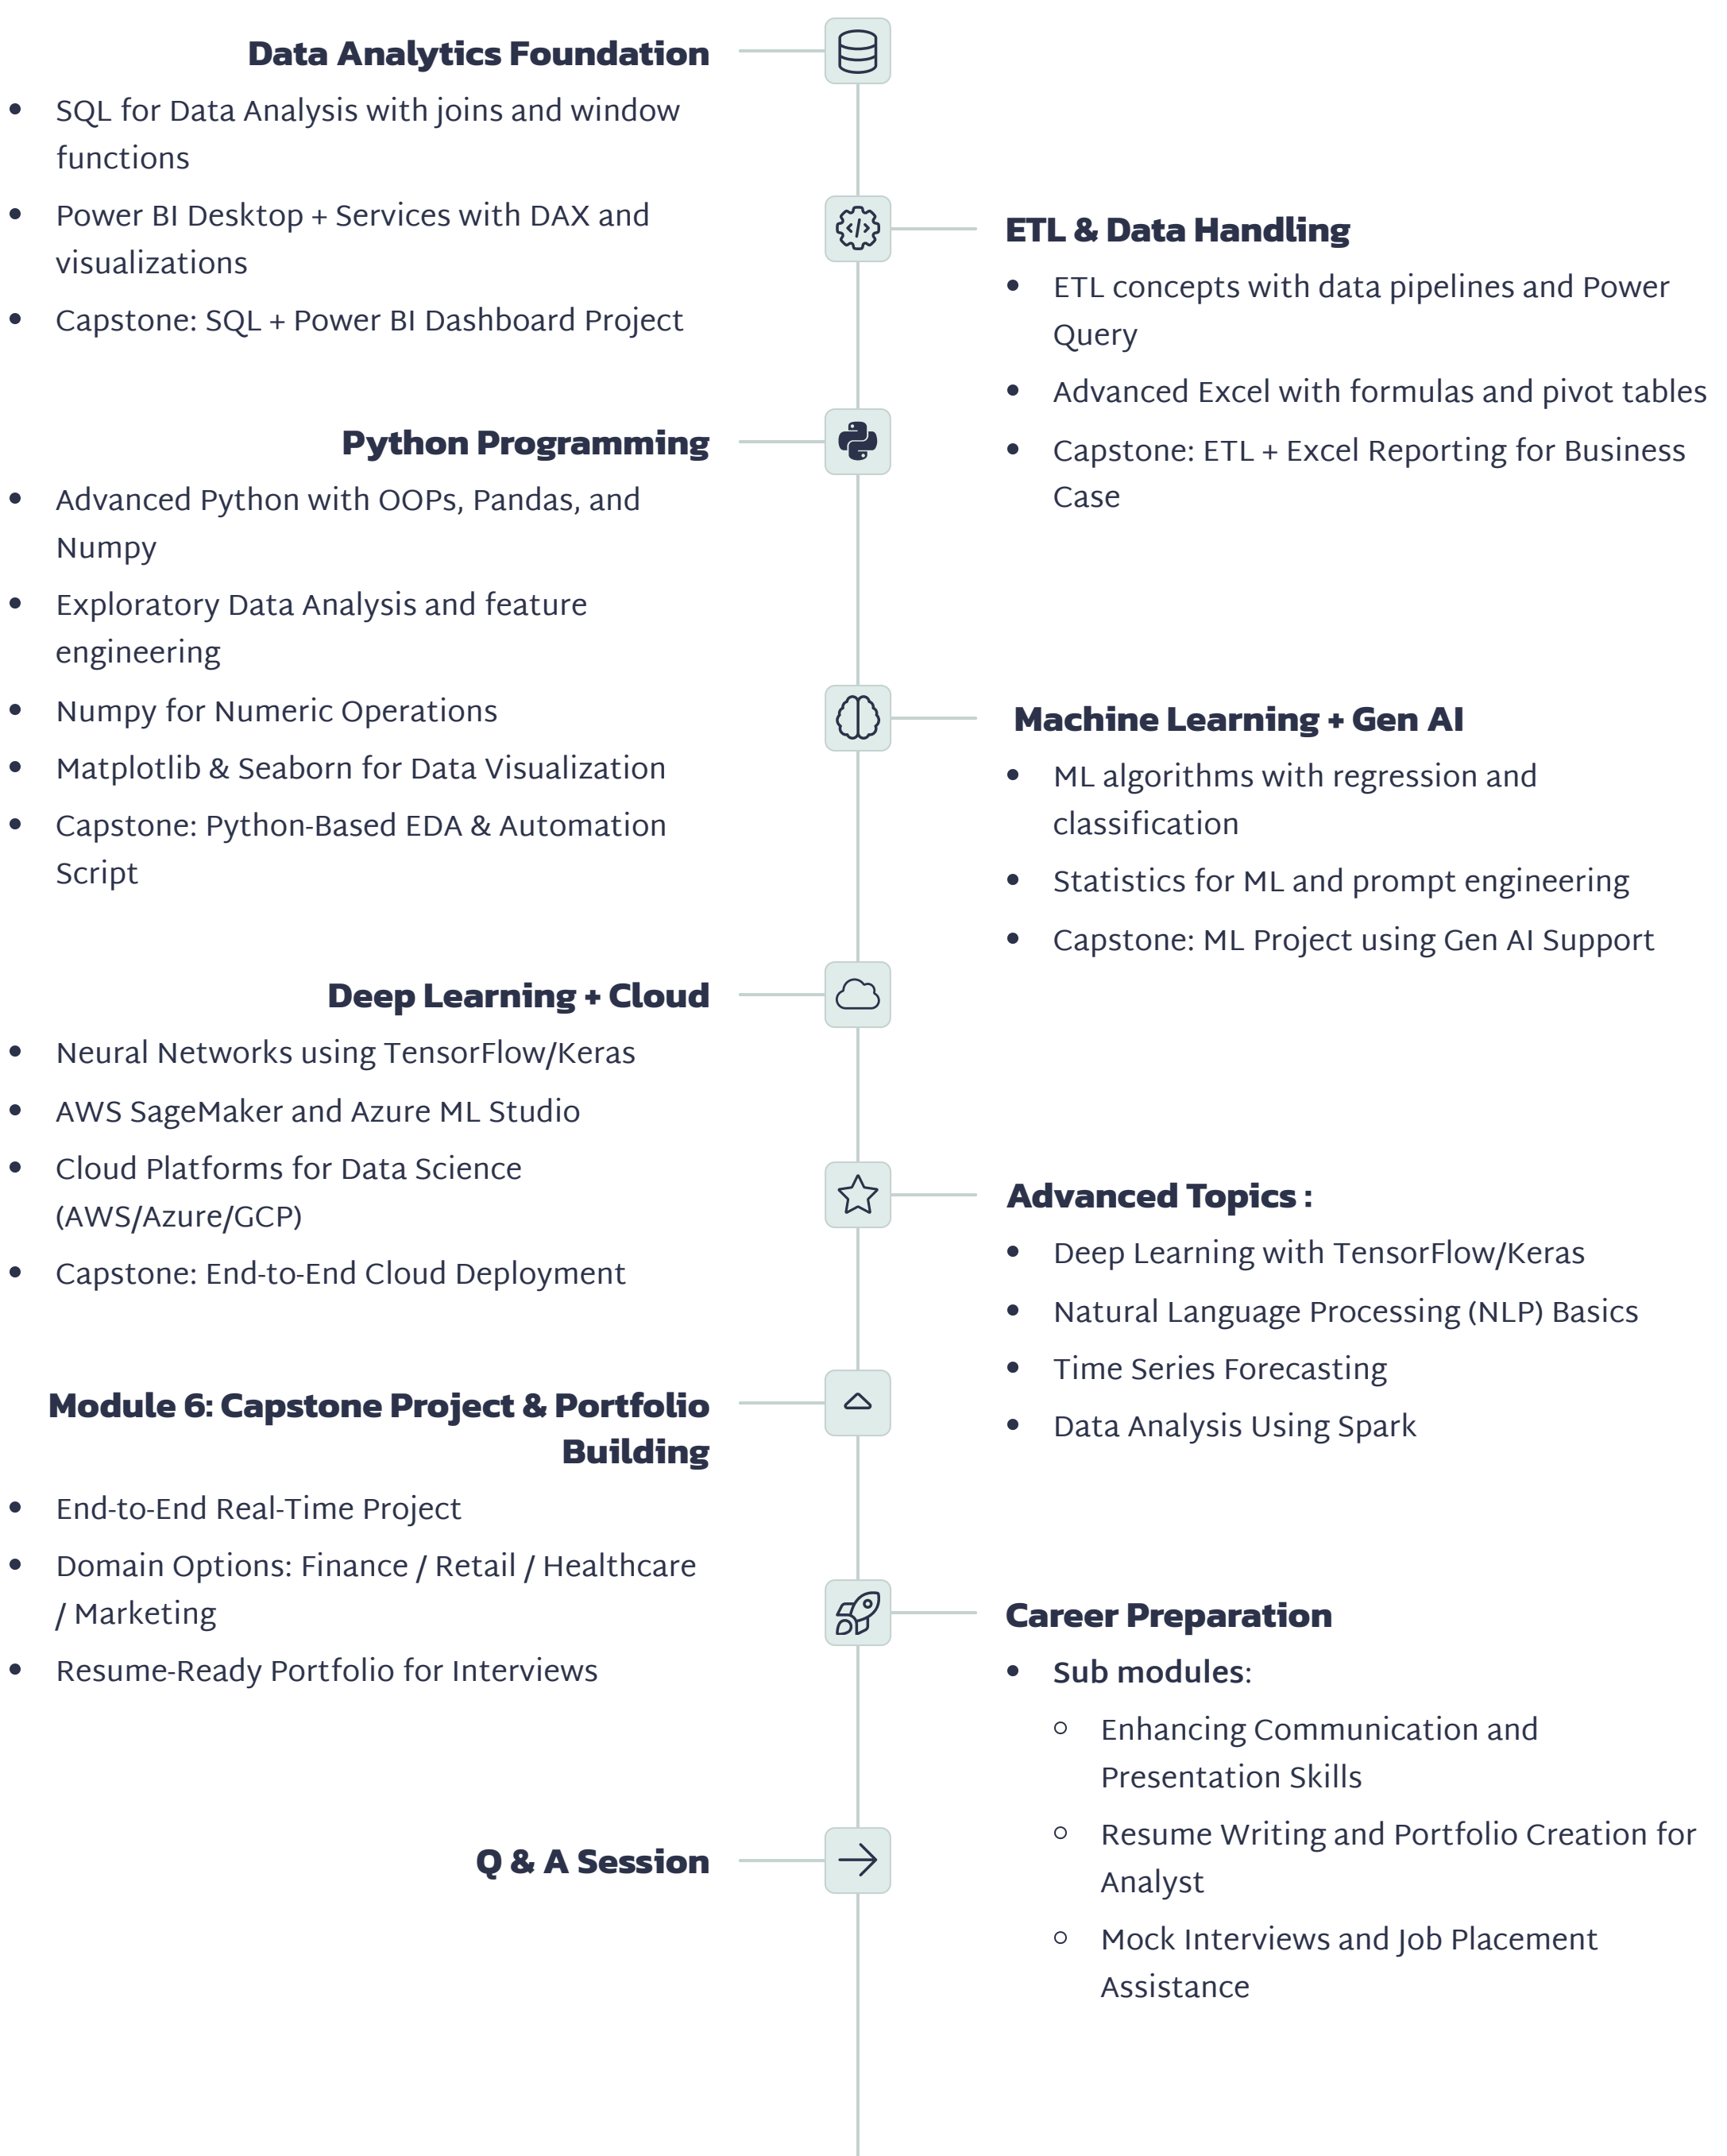 Data Analytics Foundation
SQL for Data Analysis with joins and window
functions
Power BI Desktop + Services with DAX and
visualizations
Capstone: SQL + Power BI Dashboard Project
ETL & Data Handling
ETL concepts with data pipelines and Power
Query
Advanced Excel with formulas and pivot tables
Capstone: ETL + Excel Reporting for Business
Case
Python Programming
Advanced Python with OOPs, Pandas, and
Numpy
Exploratory Data Analysis and feature
engineering
Numpy for Numeric Operations
Matplotlib & Seaborn for Data Visualization
Capstone: Python-Based EDA & Automation
Script
Machine Learning + Gen AI
ML algorithms with regression and
classification
Statistics for ML and prompt engineering
Capstone: ML Project using Gen AI Support
Deep Learning + Cloud
Neural Networks using TensorFlow/Keras
AWS SageMaker and Azure ML Studio
Cloud Platforms for Data Science
(AWS/Azure/GCP)
Capstone: End-to-End Cloud Deployment
Advanced Topics :
Deep Learning with TensorFlow/Keras
Natural Language Processing (NLP) Basics
Time Series Forecasting
Data Analysis Using Spark
Module 6: Capstone Project & Portfolio
Building
End-to-End Real-Time Project
Domain Options: Finance / Retail / Healthcare
/ Marketing
Resume-Ready Portfolio for Interviews
Career Preparation
Sub modules:
Enhancing Communication and
Presentation Skills
Resume Writing and Portfolio Creation for
Analyst
Mock Interviews and Job Placement
Assistance
Q & A Session